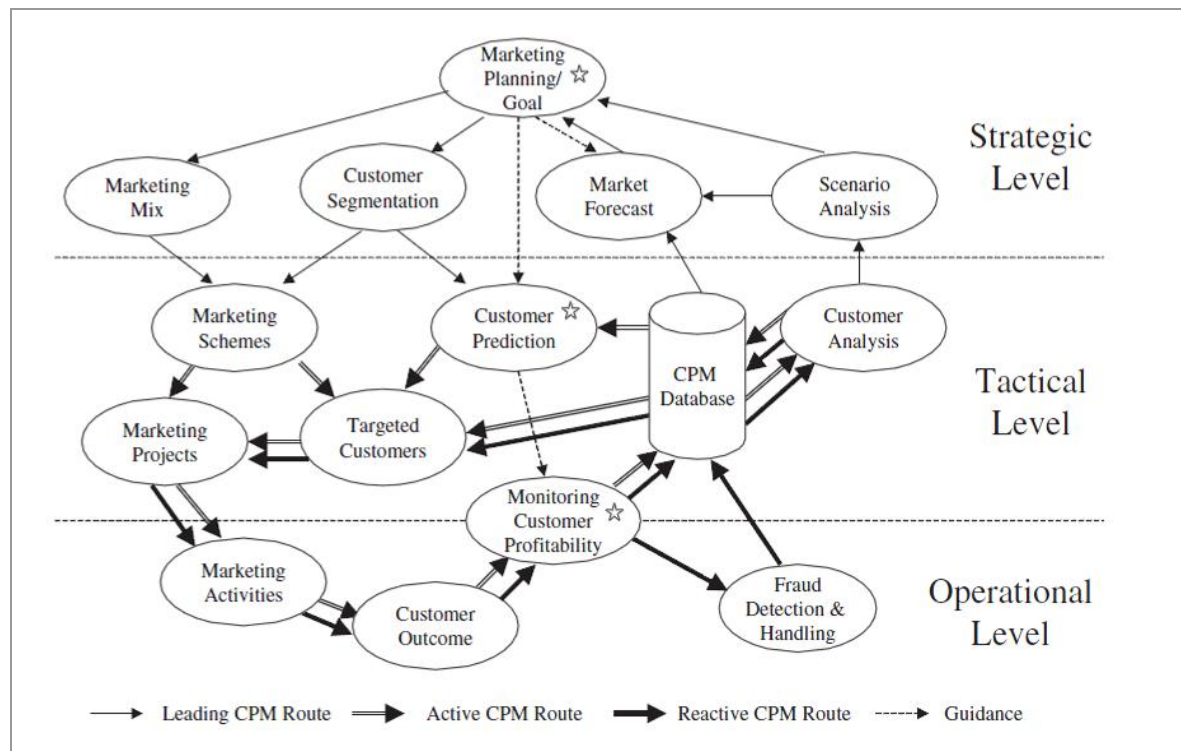 Marketing
Planning/
Goal
Strategic
Level
Marketing
Mix
Customer
Segmentation
Market
Forecast
Scenario
Analysis
Marketing
Schemes
Customer
Prediction
CPM
Database
Customer
Analysis
Tactical
Level
Marketing
Projects
Targeted
Customers
Monitoring
Customer
Profitability
Marketing
Activities
Customer
Outcome
Fraud
Detection &
Handling
Operational
Level
Leading CPM Route
Active CPM Route
Reactive CPM Route
Guidance